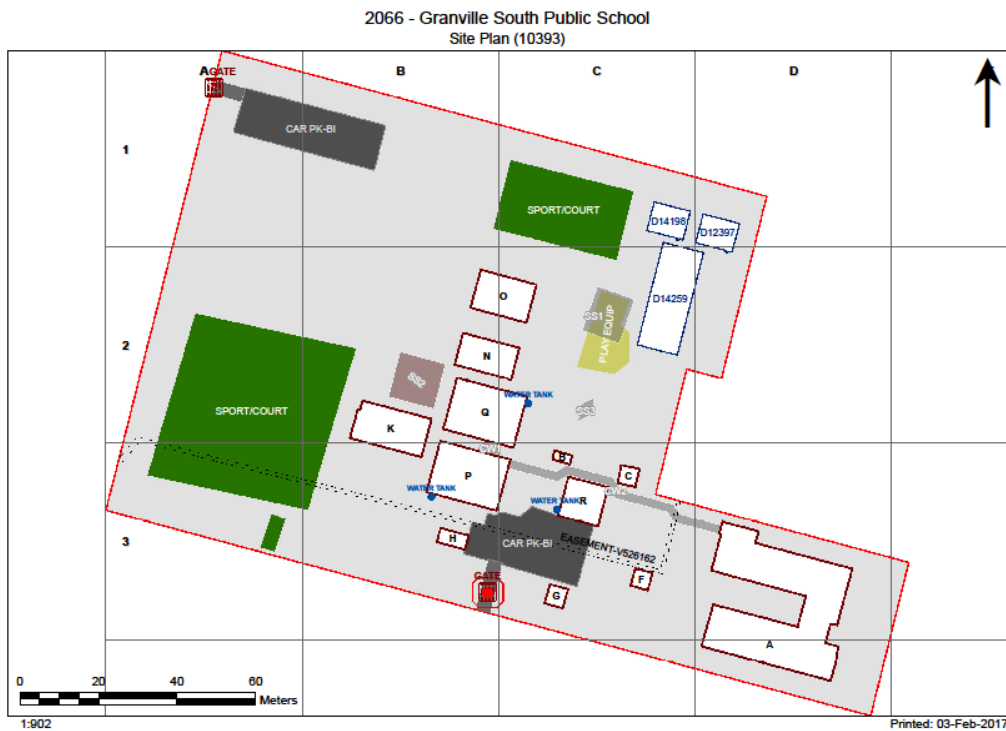 2066 - Granville South Public School
Site Plan (10393)
A
GATE
B
C
D
CAR PK-BI
1
SPORT/COURT
D14198
D12397
O
D14259
SS1
PLAY EQUIP
2
N
SS2
WATER TANK
SPORT/COURT
Q
SS3
K
CW1
B
P
C
WATER TANK
CW2
WATER TANK
R
3
H
CAR PK-BI
EASEMENT-V526162
GATE
F
G
A
0 20 40 60
Meters
1:902
Printed: 03-Feb-2017